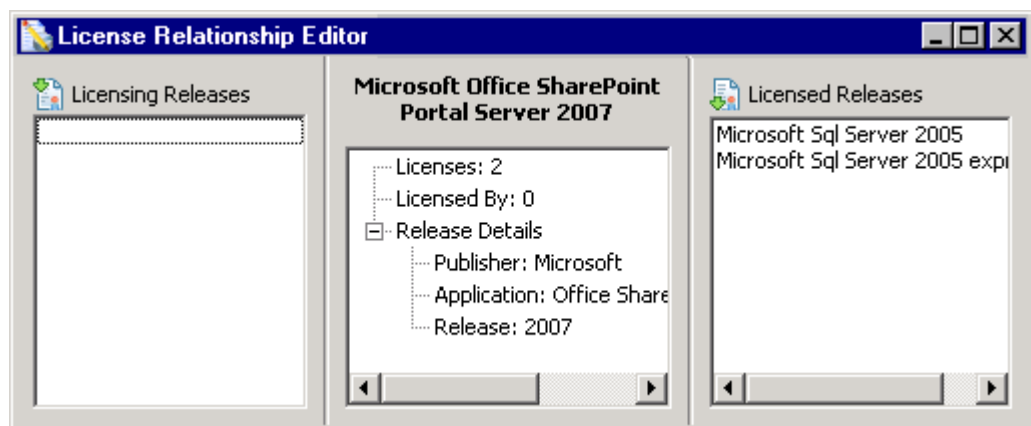 License Relationship Editor
Licensing Releases
Microsoft Office SharePoint
Portal Server 2007
Licenses: 2
Licensed By: 0
Release Details
Publisher: Microsoft
Application: Office Share
Release: 2007
Licensed Releases
Microsoft Sql Server 2005
Microsoft Sql Server 2005 expr